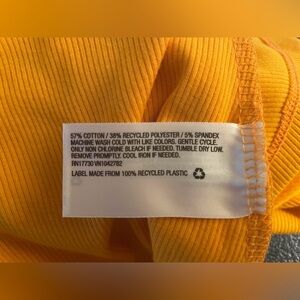 57% COTTON / 38% RECYCLED POLYESTER / 5% SPANDEX
MACHINE WASH COLD WITH LIKE COLORS. GENTLE CYCLE.
ONLY NON CHLORINE BLEACH IF NEEDED. TUMBLE DRY LOW.
REMOVE PROMPTLY. COOL IRON IF NEEDED.
RN17730 VN1042782
LABEL MADE FROM 100% RECYCLED PLASTIC